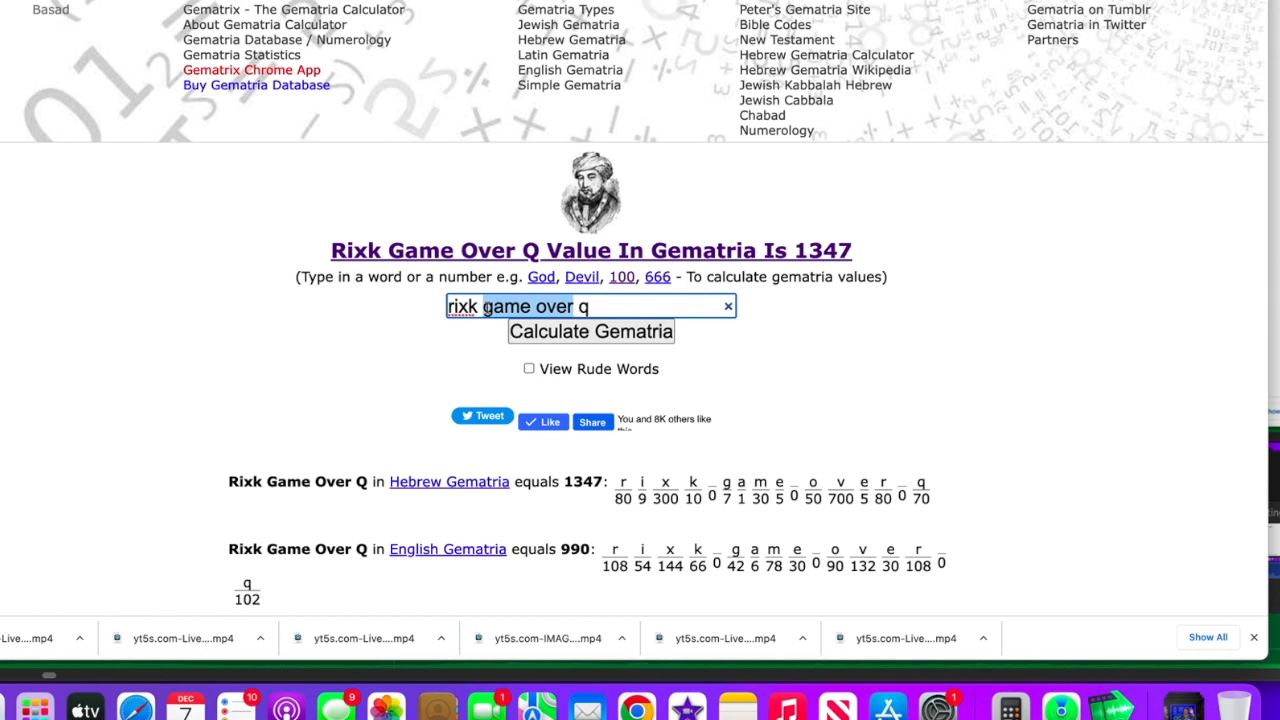 Basad
Gematrix - The Gematria Calculator
About Gematria Calculator
Gematria Database / Numerology
Gematria Statistics
Gematrix Chrome App
Buy Gematria Database
Gematria Types
Jewish Gematria
Hebrew Gematria
Latin Gematria
English Gematria
Simple Gematria
Peter's Gematria Site
Bible Codes
New Testament
Hebrew Gematria Calculator
Hebrew Gematria Wikipedia
Jewish Kabbalah Hebrew
Jewish Cabbala
Chabad
Numerology
Gematria on Tumblr
Gematria in Twitter
Partners
Rixk Game Over Q Value In Gematria Is 1347
(Type in a word or a number e.g. God, Devil, 100, 666 - To calculate gematria values)
rixk game over q ×
Calculate Gematria
View Rude Words
Tweet Like Share You and 8K others like
Rixk Game Over Q in Hebrew Gematria equals 1347: r i x k _ g a m e _ o v e r _ q
80 9 300 10 0 7 1 30 5 0 50 700 5 80 0 70
Rixk Game Over Q in English Gematria equals 990: r i x k _ g a m e _ o v e r _
108 54 144 66 0 42 6 78 30 0 90 132 30 108 0
q
102
-Live....mp4 yt5s.com-Live....mp4 yt5s.com-Live....mp4 yt5s.com-IMAG....mp4 yt5s.com-Live....mp4 yt5s.com-Live....mp4 Show All ×
tv DEC 7 10 9 1 1